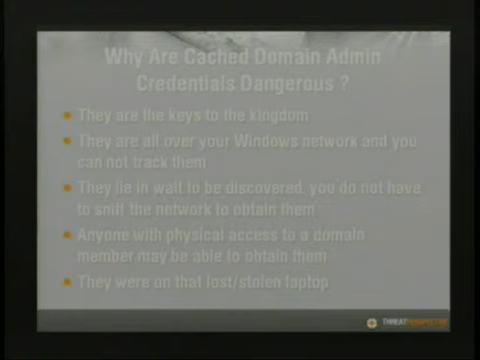 Why Are Cached Domain Admin
Credentials Dangerous ?
They are the keys to the kingdom
They are all over your Windows network and you
can not track them
They lie in wait to be discovered, you do not have
to sniff the network to obtain them
Anyone with physical access to a domain
member may be able to obtain them
They were on that lost/stolen laptop
THREATPERSPECTIVE